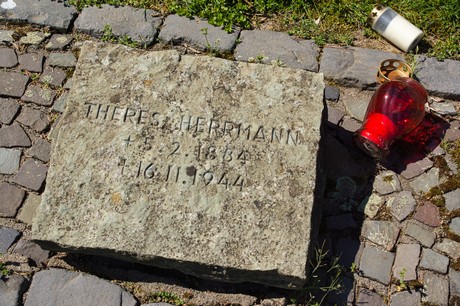 THERES HERRMANN
* 5.2.1884
† 16.11.1944